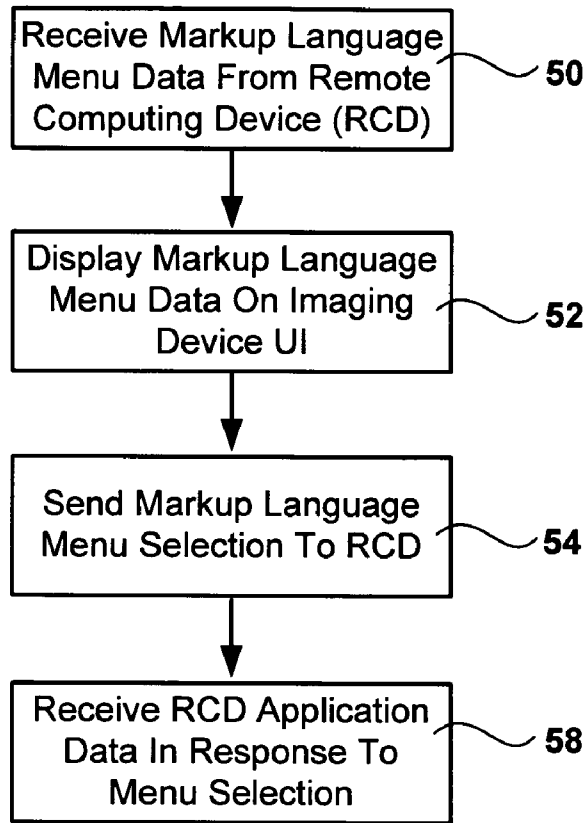 Receive Markup Language
Menu Data From Remote
Computing Device (RCD)
50
Display Markup Language
Menu Data On Imaging
Device UI
52
Send Markup Language
Menu Selection To RCD
54
Receive RCD Application
Data In Response To
Menu Selection
58